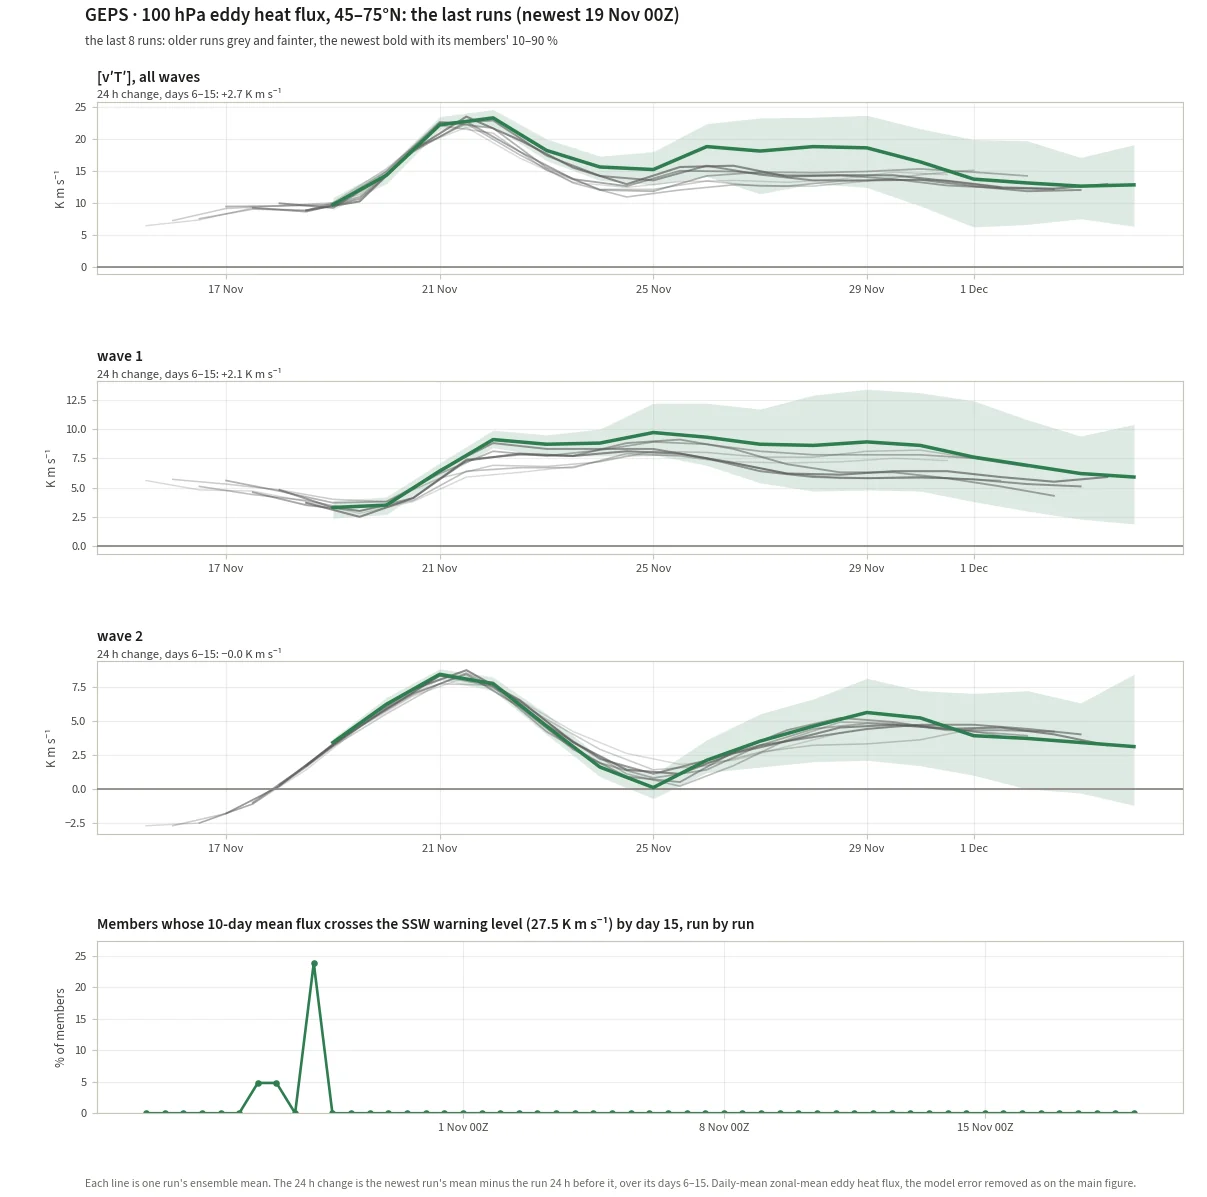 GEPS · 100 hPa eddy heat flux, 45–75°N: the last runs (newest 19 Nov 00Z)
the last 8 runs: older runs grey and fainter, the newest bold with its members' 10–90 %
[v′T′], all waves
24 h change, days 6–15: +2.7 K m s⁻¹
25
20
15
10
5
0
K m s⁻¹
17 Nov
21 Nov
25 Nov
29 Nov
1 Dec
wave 1
24 h change, days 6–15: +2.1 K m s⁻¹
12.5
10.0
7.5
5.0
2.5
0.0
K m s⁻¹
17 Nov
21 Nov
25 Nov
29 Nov
1 Dec
wave 2
24 h change, days 6–15: −0.0 K m s⁻¹
7.5
5.0
2.5
0.0
−2.5
K m s⁻¹
17 Nov
21 Nov
25 Nov
29 Nov
1 Dec
Members whose 10-day mean flux crosses the SSW warning level (27.5 K m s⁻¹) by day 15, run by run
25
20
15
10
5
0
% of members
1 Nov 00Z
8 Nov 00Z
15 Nov 00Z
Each line is one run's ensemble mean. The 24 h change is the newest run's mean minus the run 24 h before it, over its days 6–15. Daily-mean zonal-mean eddy heat flux, the model error removed as on the main figure.